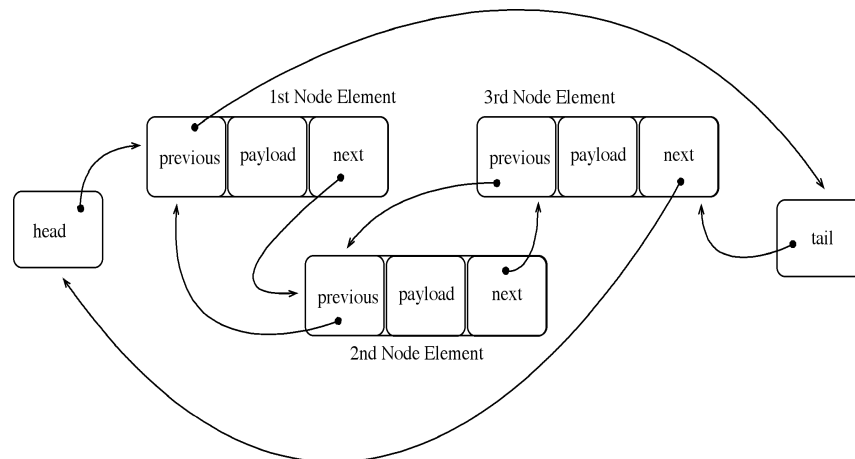 1st Node Element
3rd Node Element
previous
payload
next
previous
payload
next
head
tail
previous
payload
next
2nd Node Element